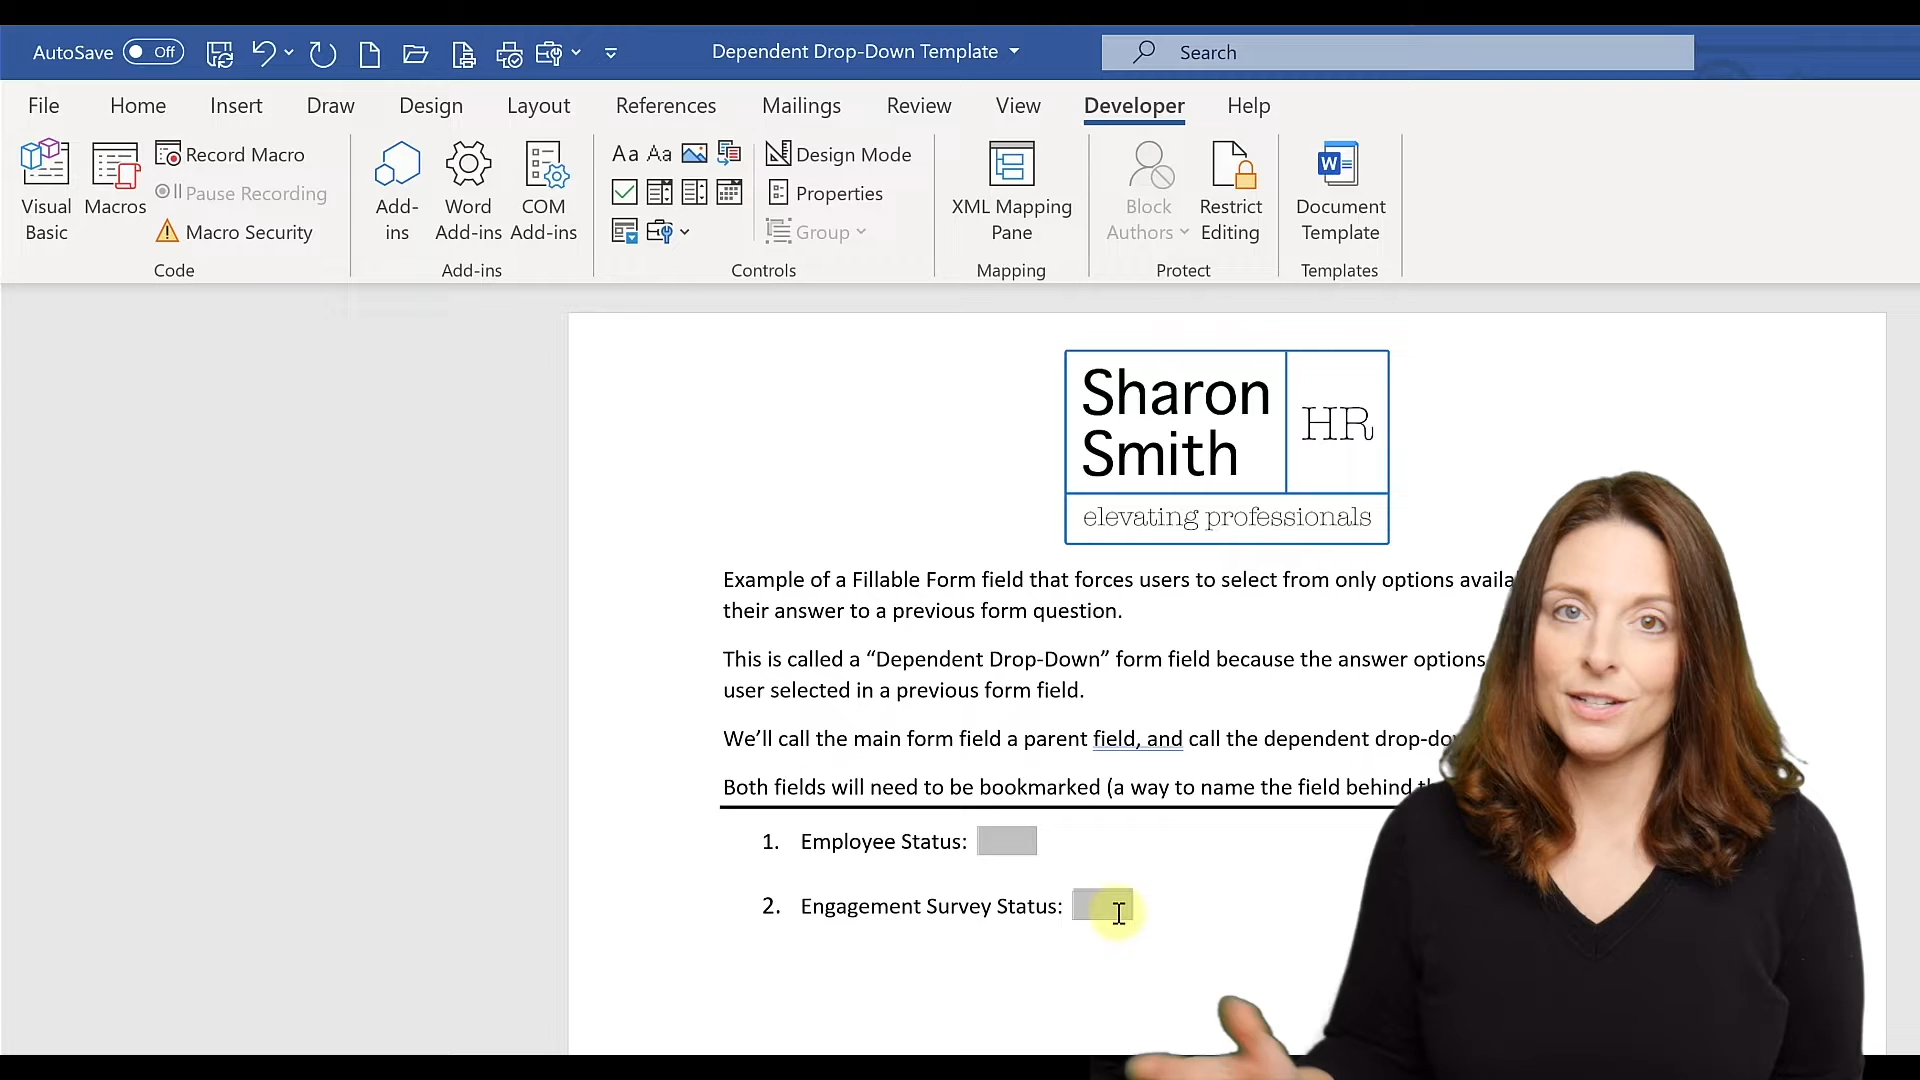 AutoSave Off Dependent Drop-Down Template Search
File Home Insert Draw Design Layout References Mailings Review View Developer Help
Visual Basic
Macros
Record Macro
Pause Recording
Macro Security
Code
Add-ins
Word Add-ins
COM Add-ins
Add-ins
Aa Aa
Design Mode
Properties
Group
Controls
XML Mapping Pane
Mapping
Block Authors
Restrict Editing
Protect
Document Template
Templates
Sharon
Smith
HR
elevating professionals
Example of a Fillable Form field that forces users to select from only options
their answer to a previous form question.
This is called a “Dependent Drop-Down” form field because the answer options
user selected in a previous form field.
We’ll call the main form field a parent field, and call the dependent
Both fields will need to be bookmarked (a way to name the field behind
1. Employee Status:
2. Engagement Survey Status: